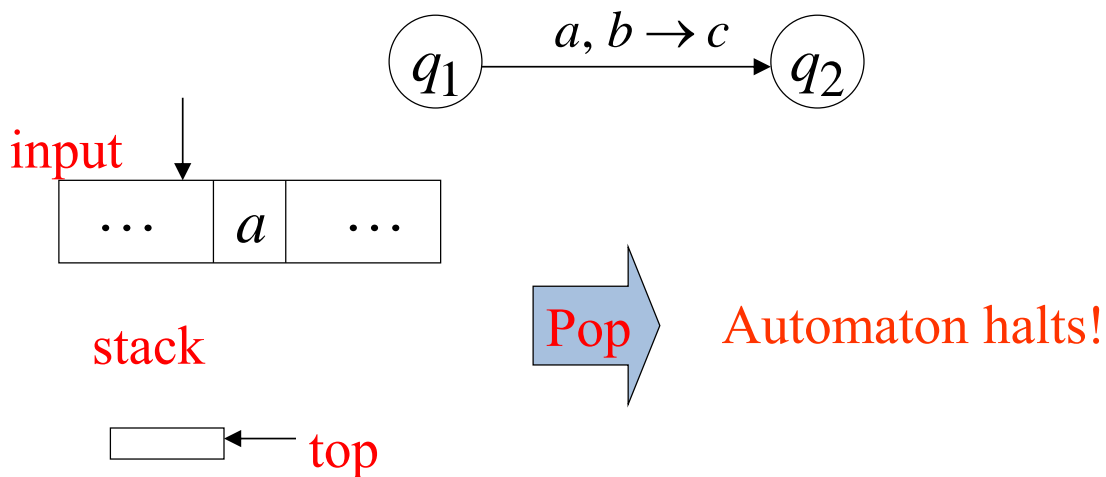 a, b → c
q₁ q₂
input
⋯ a ⋯
Pop Automaton halts!
stack
top